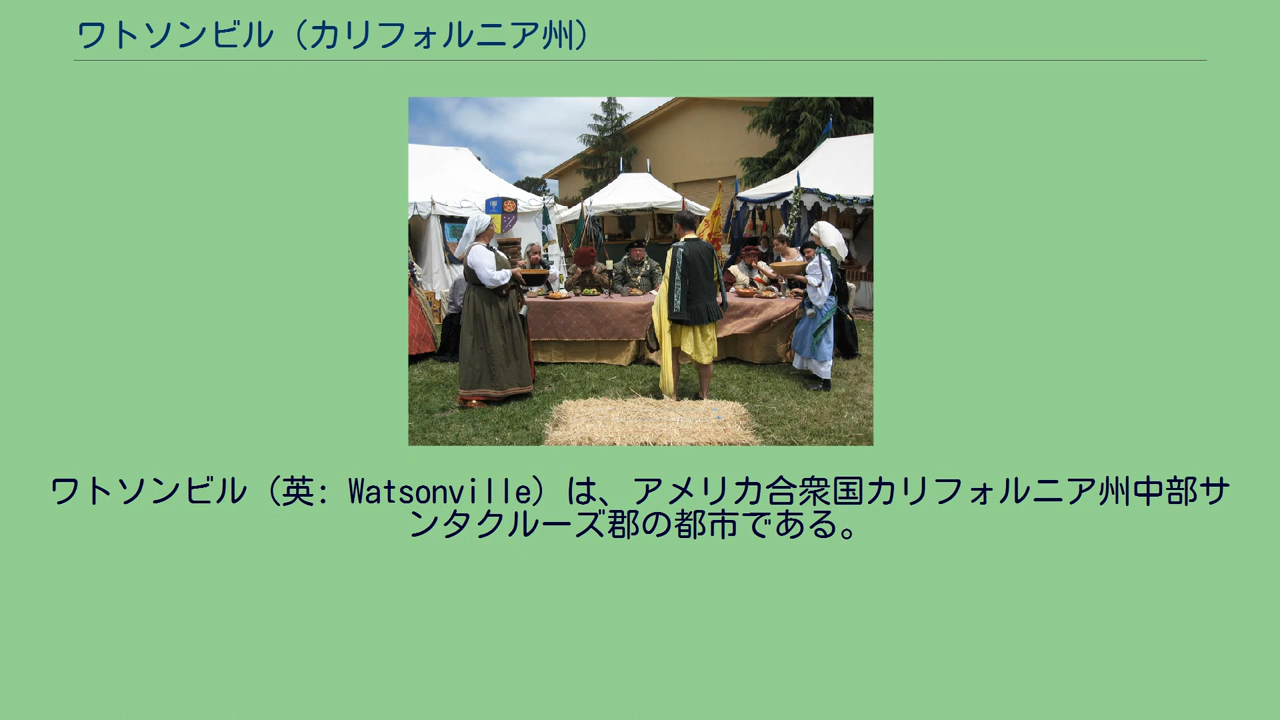 ワトソンビル（カリフォルニア州）
ワトソンビル（英: Watsonville）は、アメリカ合衆国カリフォルニア州中部サ
ンタクルーズ郡の都市である。